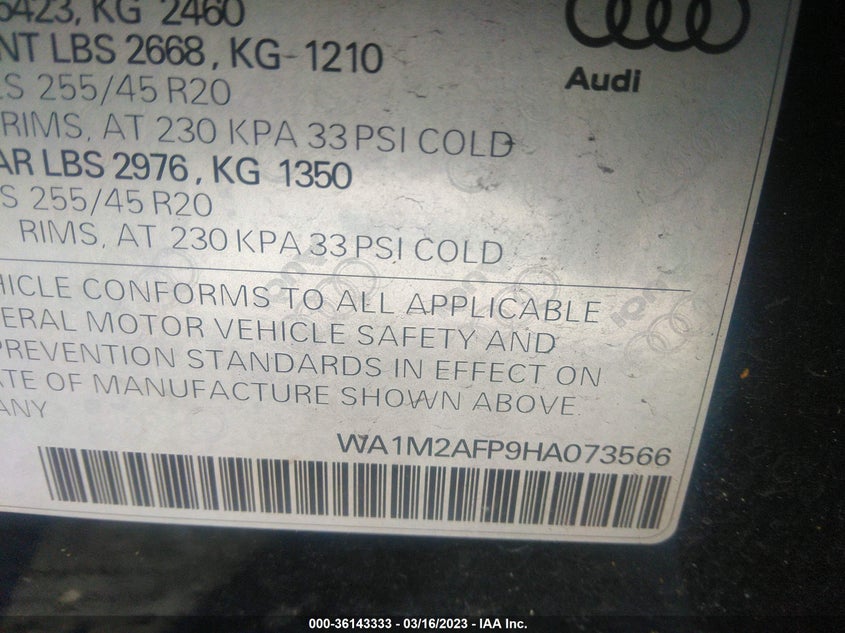 5423, KG 2460
NT LBS 2668, KG 1210
Audi
S 255/45 R20
RIMS, AT 230 KPA 33 PSI COLD
AR LBS 2976, KG 1350
S 255/45 R20
RIMS, AT 230 KPA 33 PSI COLD
HICLE CONFORMS TO ALL APPLICABLE
ERAL MOTOR VEHICLE SAFETY AND
PREVENTION STANDARDS IN EFFECT ON
TE OF MANUFACTURE SHOWN ABOVE.
ANY
WA1M2AFP9HA073566
000-36143333 - 03/16/2023 - IAA Inc.